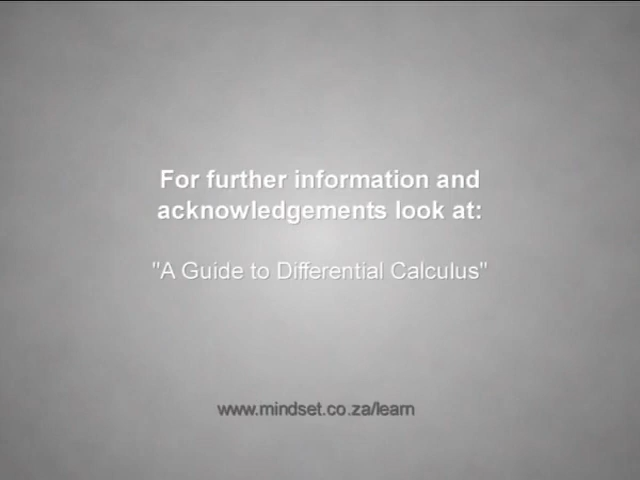 For further information and
acknowledgements look at:
"A Guide to Differential Calculus"
www.mindset.co.za/learn